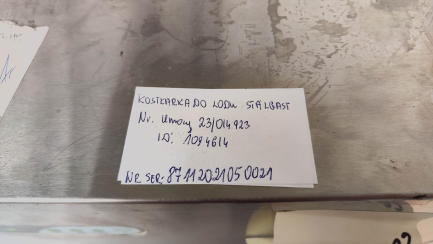 KOSTKARKA DO LODU STALGAST
Nr. Umowy 23/014923
ID: 1094614
NR SER: 87112021050021